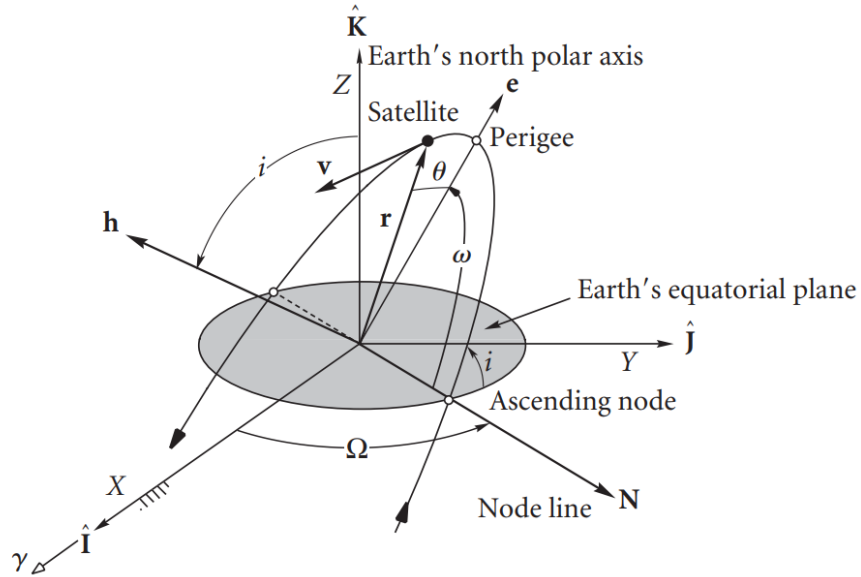 K̂
Earth's north polar axis
Z
e
Satellite
Perigee
i
v
θ
r
h
ω
Earth's equatorial plane
Ĵ
Y
i
Ascending node
Ω
X
N
Node line
Î
γ